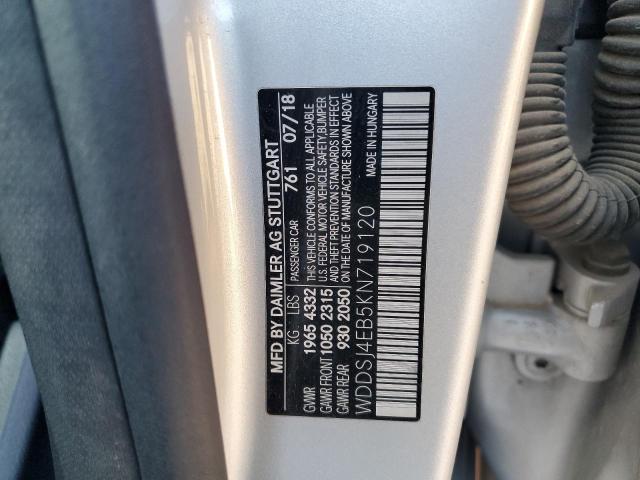 MFD BY DAIMLER AG STUTTGART
KG LBS PASSENGER CAR 761 07/18
GVWR 1965 4332 THIS VEHICLE CONFORMS TO ALL APPLICABLE
GAWR FRONT 1050 2315 U.S. FEDERAL MOTOR VEHICLE SAFETY, BUMPER
GAWR REAR 930 2050 AND THEFT PREVENTION STANDARDS IN EFFECT
ON THE DATE OF MANUFACTURE SHOWN ABOVE
WDDSJ4EB5KN719120 MADE IN HUNGARY